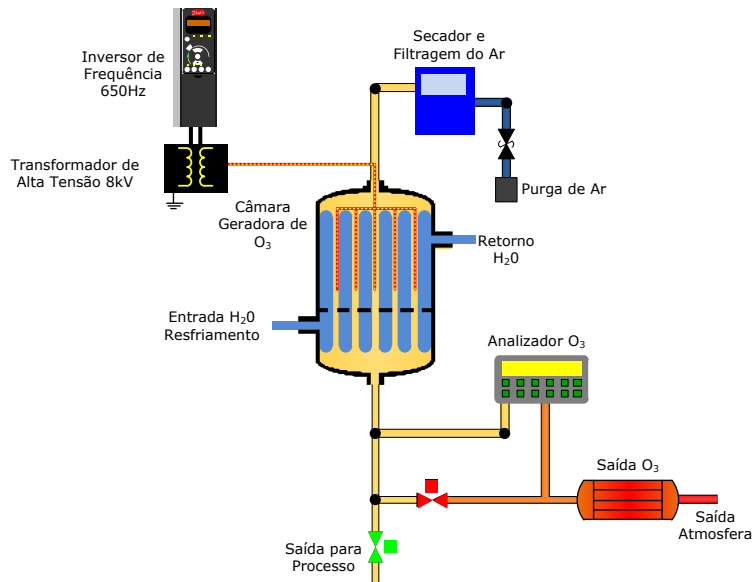 Inversor de
Frequência
650Hz
Secador e
Filtragem do Ar
Transformador de
Alta Tensão 8kV
Purga de Ar
Câmara
Geradora de
O₃
Retorno
H₂0
Entrada H₂0
Resfriamento
Analizador O₃
Saída O₃
Saída
Atmosfera
Saída para
Processo